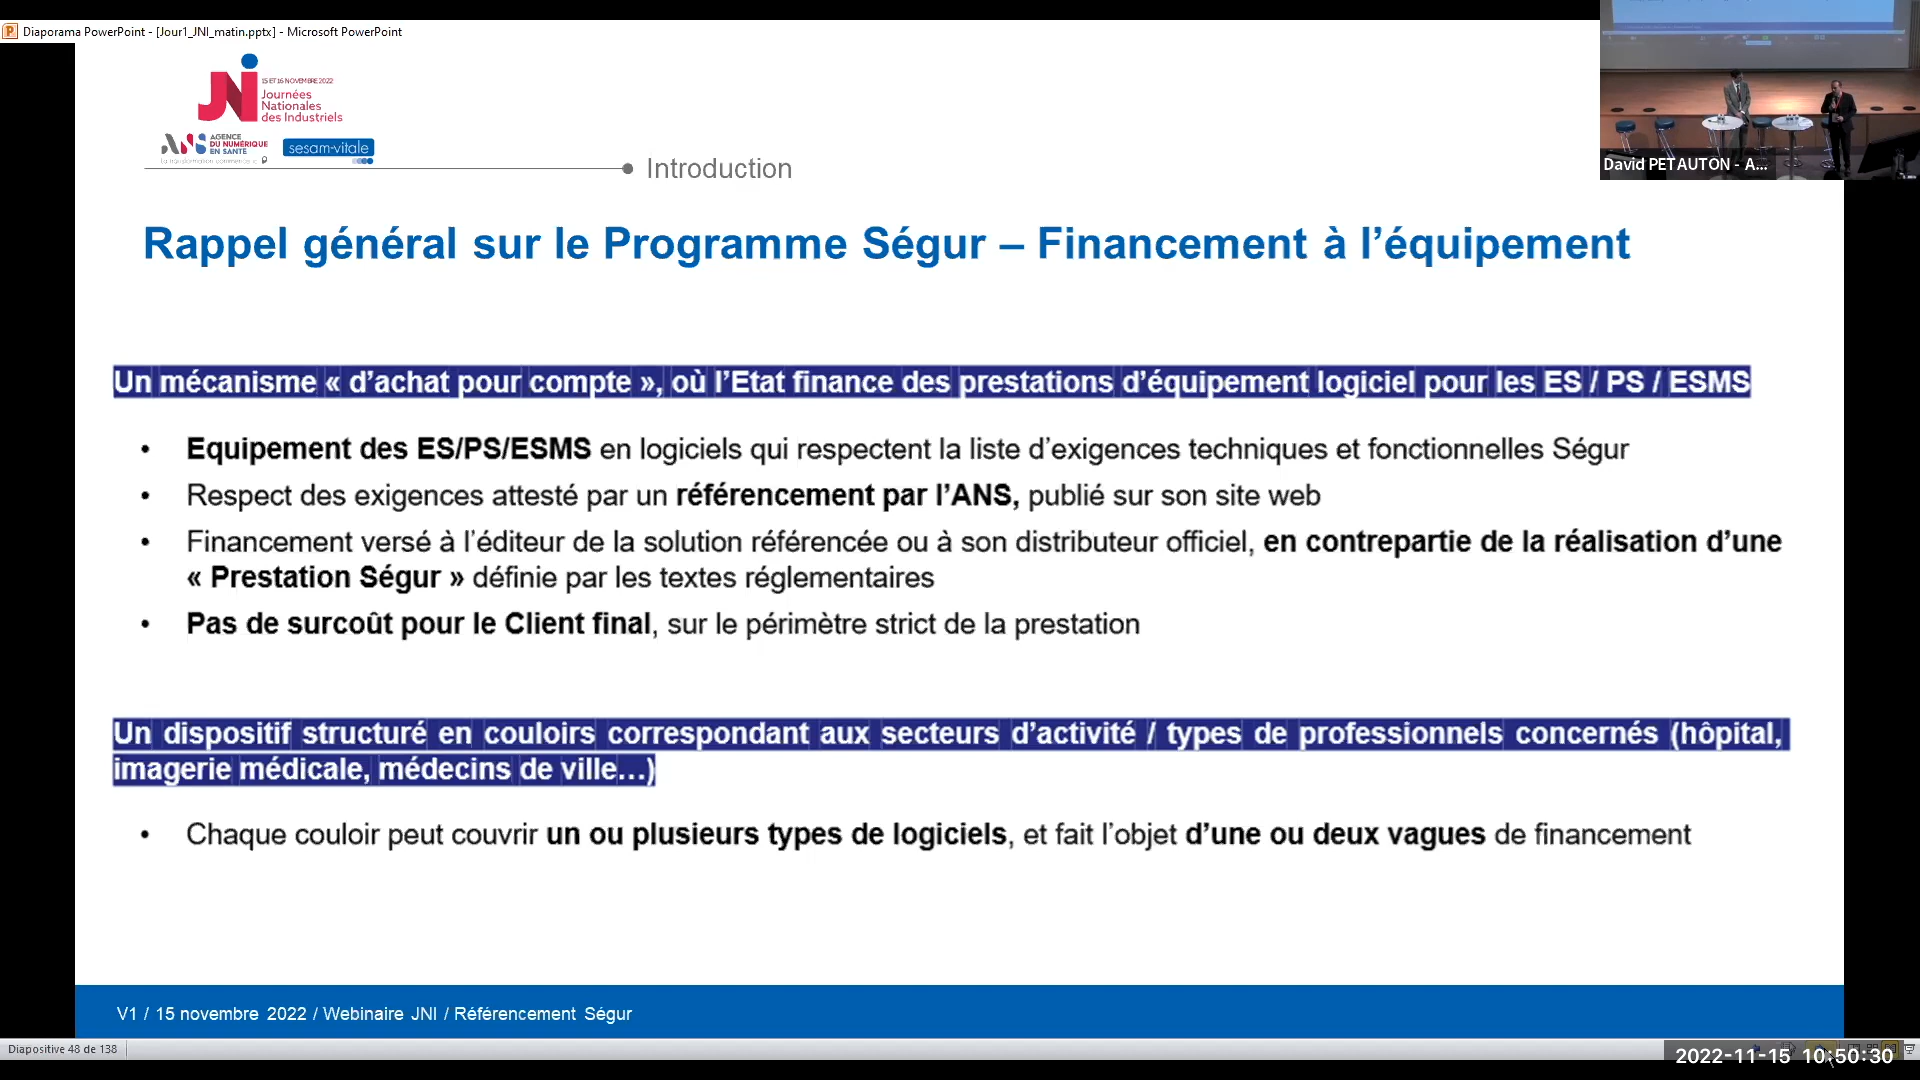 Diaporama PowerPoint - [Jour1_JNI_matin.pptx] - Microsoft PowerPoint
JNI
15 ET 16 NOVEMBRE 2022
Journées
Nationales
des Industriels
ANS AGENCE
DU NUMÉRIQUE
EN SANTÉ
sesam-vitale
Introduction
David PETAUTON - A...
Rappel général sur le Programme Ségur – Financement à l’équipement
Un mécanisme « d’achat pour compte », où l’Etat finance des prestations d’équipement logiciel pour les ES / PS / ESMS
• Equipement des ES/PS/ESMS en logiciels qui respectent la liste d’exigences techniques et fonctionnelles Ségur
• Respect des exigences attesté par un référencement par l’ANS, publié sur son site web
• Financement versé à l’éditeur de la solution référencée ou à son distributeur officiel, en contrepartie de la réalisation d’une
« Prestation Ségur » définie par les textes réglementaires
• Pas de surcoût pour le Client final, sur le périmètre strict de la prestation
Un dispositif structuré en couloirs correspondant aux secteurs d’activité / types de professionnels concernés (hôpital,
imagerie médicale, médecins de ville…)
• Chaque couloir peut couvrir un ou plusieurs types de logiciels, et fait l’objet d’une ou deux vagues de financement
V1 / 15 novembre 2022 / Webinaire JNI / Référencement Ségur
Diapositive 48 de 138
2022-11-15 10:50:30